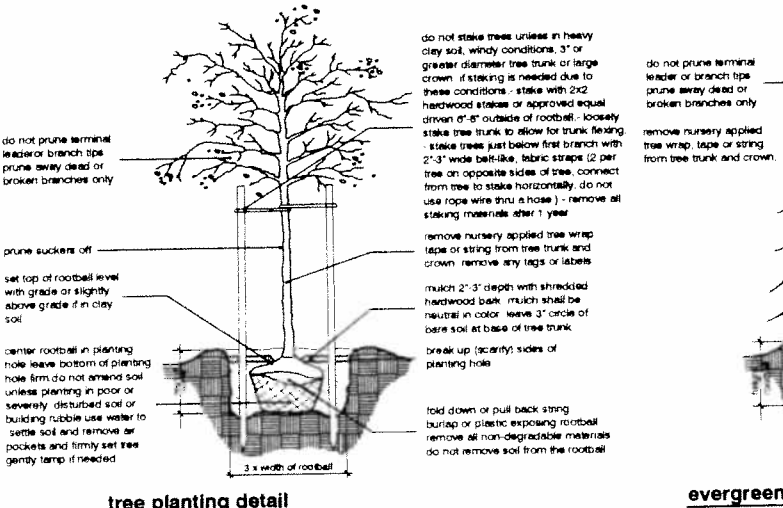 do not prune terminal
leader or branch tips
prune away dead or
broken branches only
prune suckers off
set top of rootball level
with grade or slightly
above grade if in clay
soil
center rootball in planting
hole leave bottom of planting
hole firm do not amend soil
unless planting in poor or
severely disturbed soil or
building rubble use water to
settle soil and remove air
pockets and firmly set tree
gently tamp if needed
do not stake trees unless in heavy
clay soil, windy conditions, 3" or
greater diameter tree trunk or large
crown if staking is needed due to
these conditions - stake with 2x2
hardwood stakes or approved equal
driven 6"-8" outside of rootball - loosely
stake tree trunk to allow for trunk flexing.
- stake trees just below first branch with
2"-3" wide belt-like, fabric straps (2 per
tree on opposite sides of tree, connect
from tree to stake horizontally, do not
use rope wire thru a hose ) - remove all
staking materials after 1 year
remove nursery applied tree wrap
tape or string from tree trunk and
crown remove any tags or labels
mulch 2"-3" depth with shredded
hardwood bark mulch shall be
neutral in color leave 3" circle of
bare soil at base of tree trunk
break up (scarify) sides of
planting hole
fold down or pull back string
burlap or plastic exposing rootball
remove all non-degradable materials
do not remove soil from the rootball
3 x width of rootball
tree planting detail
do not prune terminal
leader or branch tips
prune away dead or
broken branches only
remove nursery applied
tree wrap, tape or string
from tree trunk and crown.
evergreen